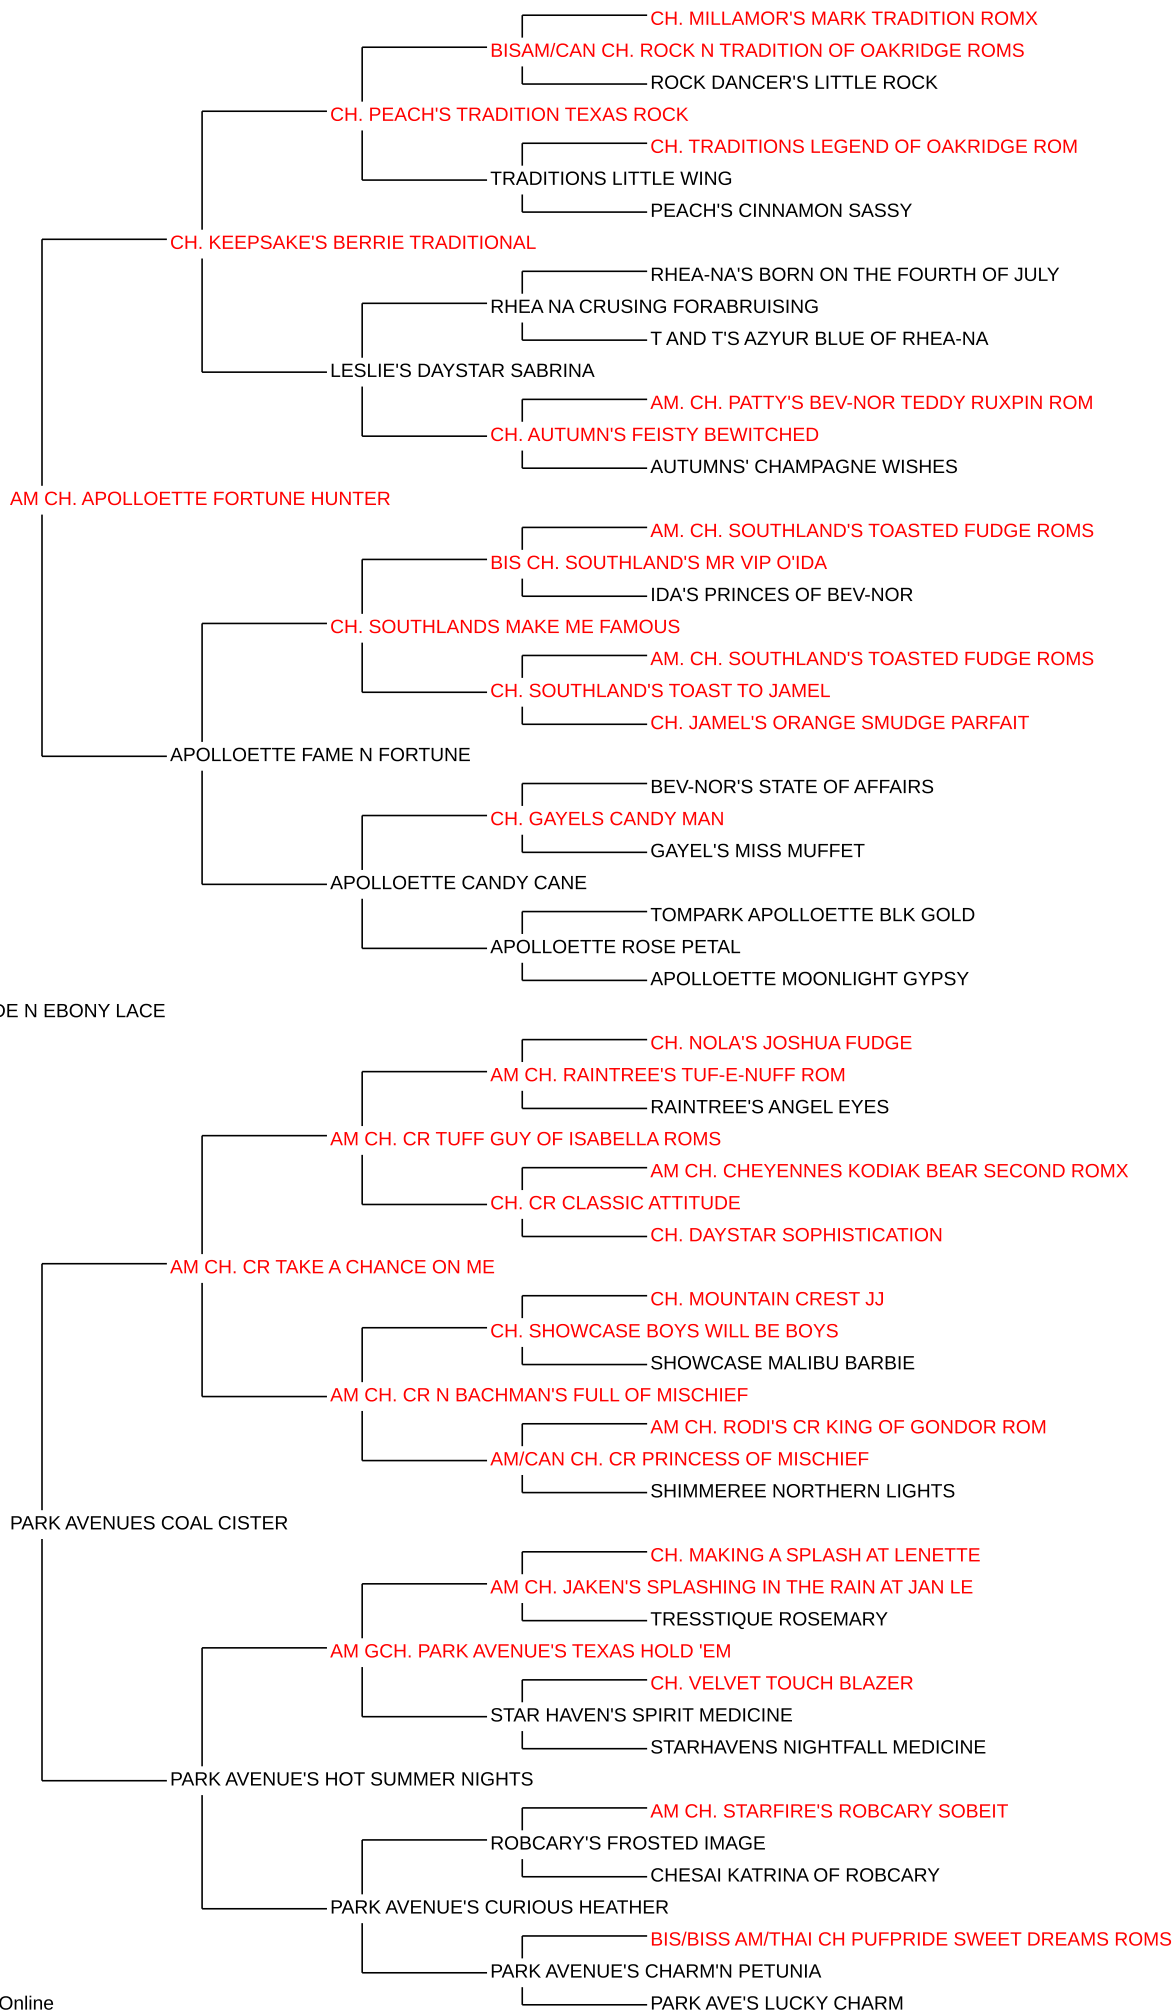 CH. MILLAMOR'S MARK TRADITION ROMX
BISAM/CAN CH. ROCK N TRADITION OF OAKRIDGE ROMS
ROCK DANCER'S LITTLE ROCK
CH. PEACH'S TRADITION TEXAS ROCK
CH. TRADITIONS LEGEND OF OAKRIDGE ROM
TRADITIONS LITTLE WING
PEACH'S CINNAMON SASSY
CH. KEEPSAKE'S BERRIE TRADITIONAL
RHEA-NA'S BORN ON THE FOURTH OF JULY
RHEA NA CRUSING FORABRUISING
T AND T'S AZYUR BLUE OF RHEA-NA
LESLIE'S DAYSTAR SABRINA
AM. CH. PATTY'S BEV-NOR TEDDY RUXPIN ROM
CH. AUTUMN'S FEISTY BEWITCHED
AUTUMNS' CHAMPAGNE WISHES
AM CH. APOLLOETTE FORTUNE HUNTER
AM. CH. SOUTHLAND'S TOASTED FUDGE ROMS
BIS CH. SOUTHLAND'S MR VIP O'IDA
IDA'S PRINCES OF BEV-NOR
CH. SOUTHLANDS MAKE ME FAMOUS
AM. CH. SOUTHLAND'S TOASTED FUDGE ROMS
CH. SOUTHLAND'S TOAST TO JAMEL
CH. JAMEL'S ORANGE SMUDGE PARFAIT
APOLLOETTE FAME N FORTUNE
BEV-NOR'S STATE OF AFFAIRS
CH. GAYELS CANDY MAN
GAYEL'S MISS MUFFET
APOLLOETTE CANDY CANE
TOMPARK APOLLOETTE BLK GOLD
APOLLOETTE ROSE PETAL
APOLLOETTE MOONLIGHT GYPSY
N EBONY LACE
CH. NOLA'S JOSHUA FUDGE
AM CH. RAINTREE'S TUF-E-NUFF ROM
RAINTREE'S ANGEL EYES
AM CH. CR TUFF GUY OF ISABELLA ROMS
AM CH. CHEYENNES KODIAK BEAR SECOND ROMX
CH. CR CLASSIC ATTITUDE
CH. DAYSTAR SOPHISTICATION
AM CH. CR TAKE A CHANCE ON ME
CH. MOUNTAIN CREST JJ
CH. SHOWCASE BOYS WILL BE BOYS
SHOWCASE MALIBU BARBIE
AM CH. CR N BACHMAN'S FULL OF MISCHIEF
AM CH. RODI'S CR KING OF GONDOR ROM
AM/CAN CH. CR PRINCESS OF MISCHIEF
SHIMMEREE NORTHERN LIGHTS
PARK AVENUES COAL CISTER
CH. MAKING A SPLASH AT LENETTE
AM CH. JAKEN'S SPLASHING IN THE RAIN AT JAN LE
TRESSTIQUE ROSEMARY
AM GCH. PARK AVENUE'S TEXAS HOLD 'EM
CH. VELVET TOUCH BLAZER
STAR HAVEN'S SPIRIT MEDICINE
STARHAVENS NIGHTFALL MEDICINE
PARK AVENUE'S HOT SUMMER NIGHTS
AM CH. STARFIRE'S ROBCARY SOBEIT
ROBCARY'S FROSTED IMAGE
CHESAI KATRINA OF ROBCARY
PARK AVENUE'S CURIOUS HEATHER
BIS/BISS AM/THAI CH PUFPRIDE SWEET DREAMS ROMS
PARK AVENUE'S CHARM'N PETUNIA
PARK AVE'S LUCKY CHARM
Online